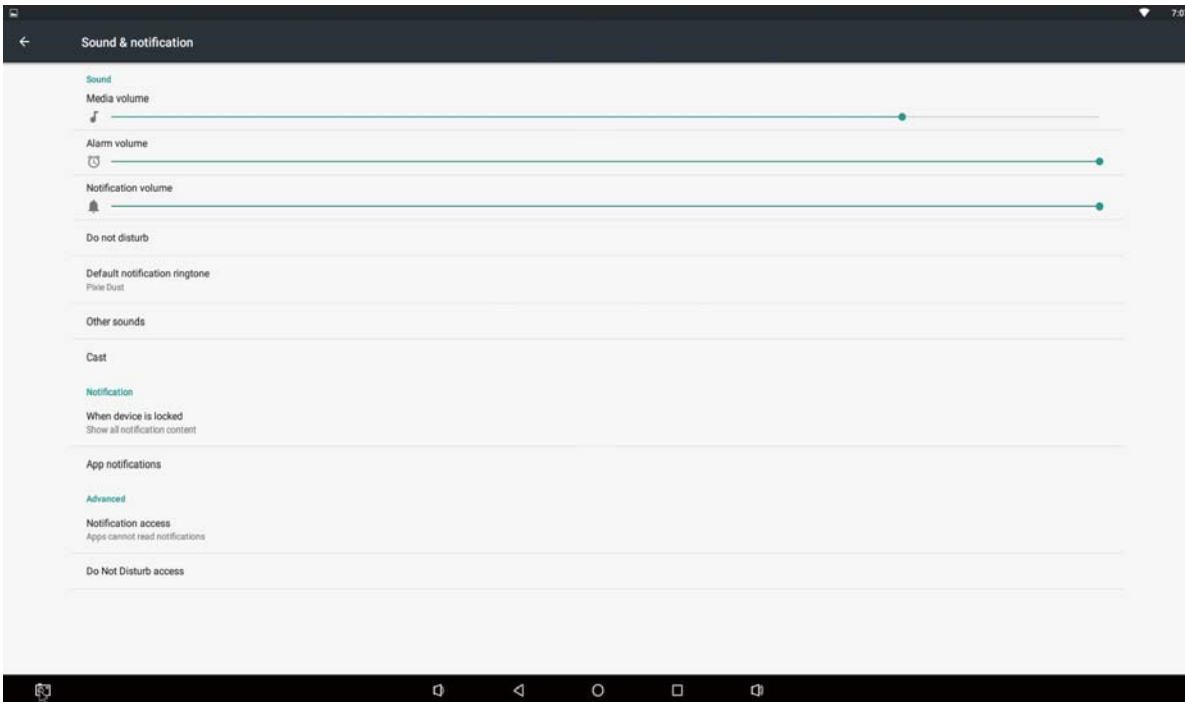 Sound & notification
Sound
Media volume
Alarm volume
Notification volume
Do not disturb
Default notification ringtone
Pixie Dust
Other sounds
Cast
Notification
When device is locked
Show all notification content
App notifications
Advanced
Notification access
Apps cannot read notifications
Do Not Disturb access